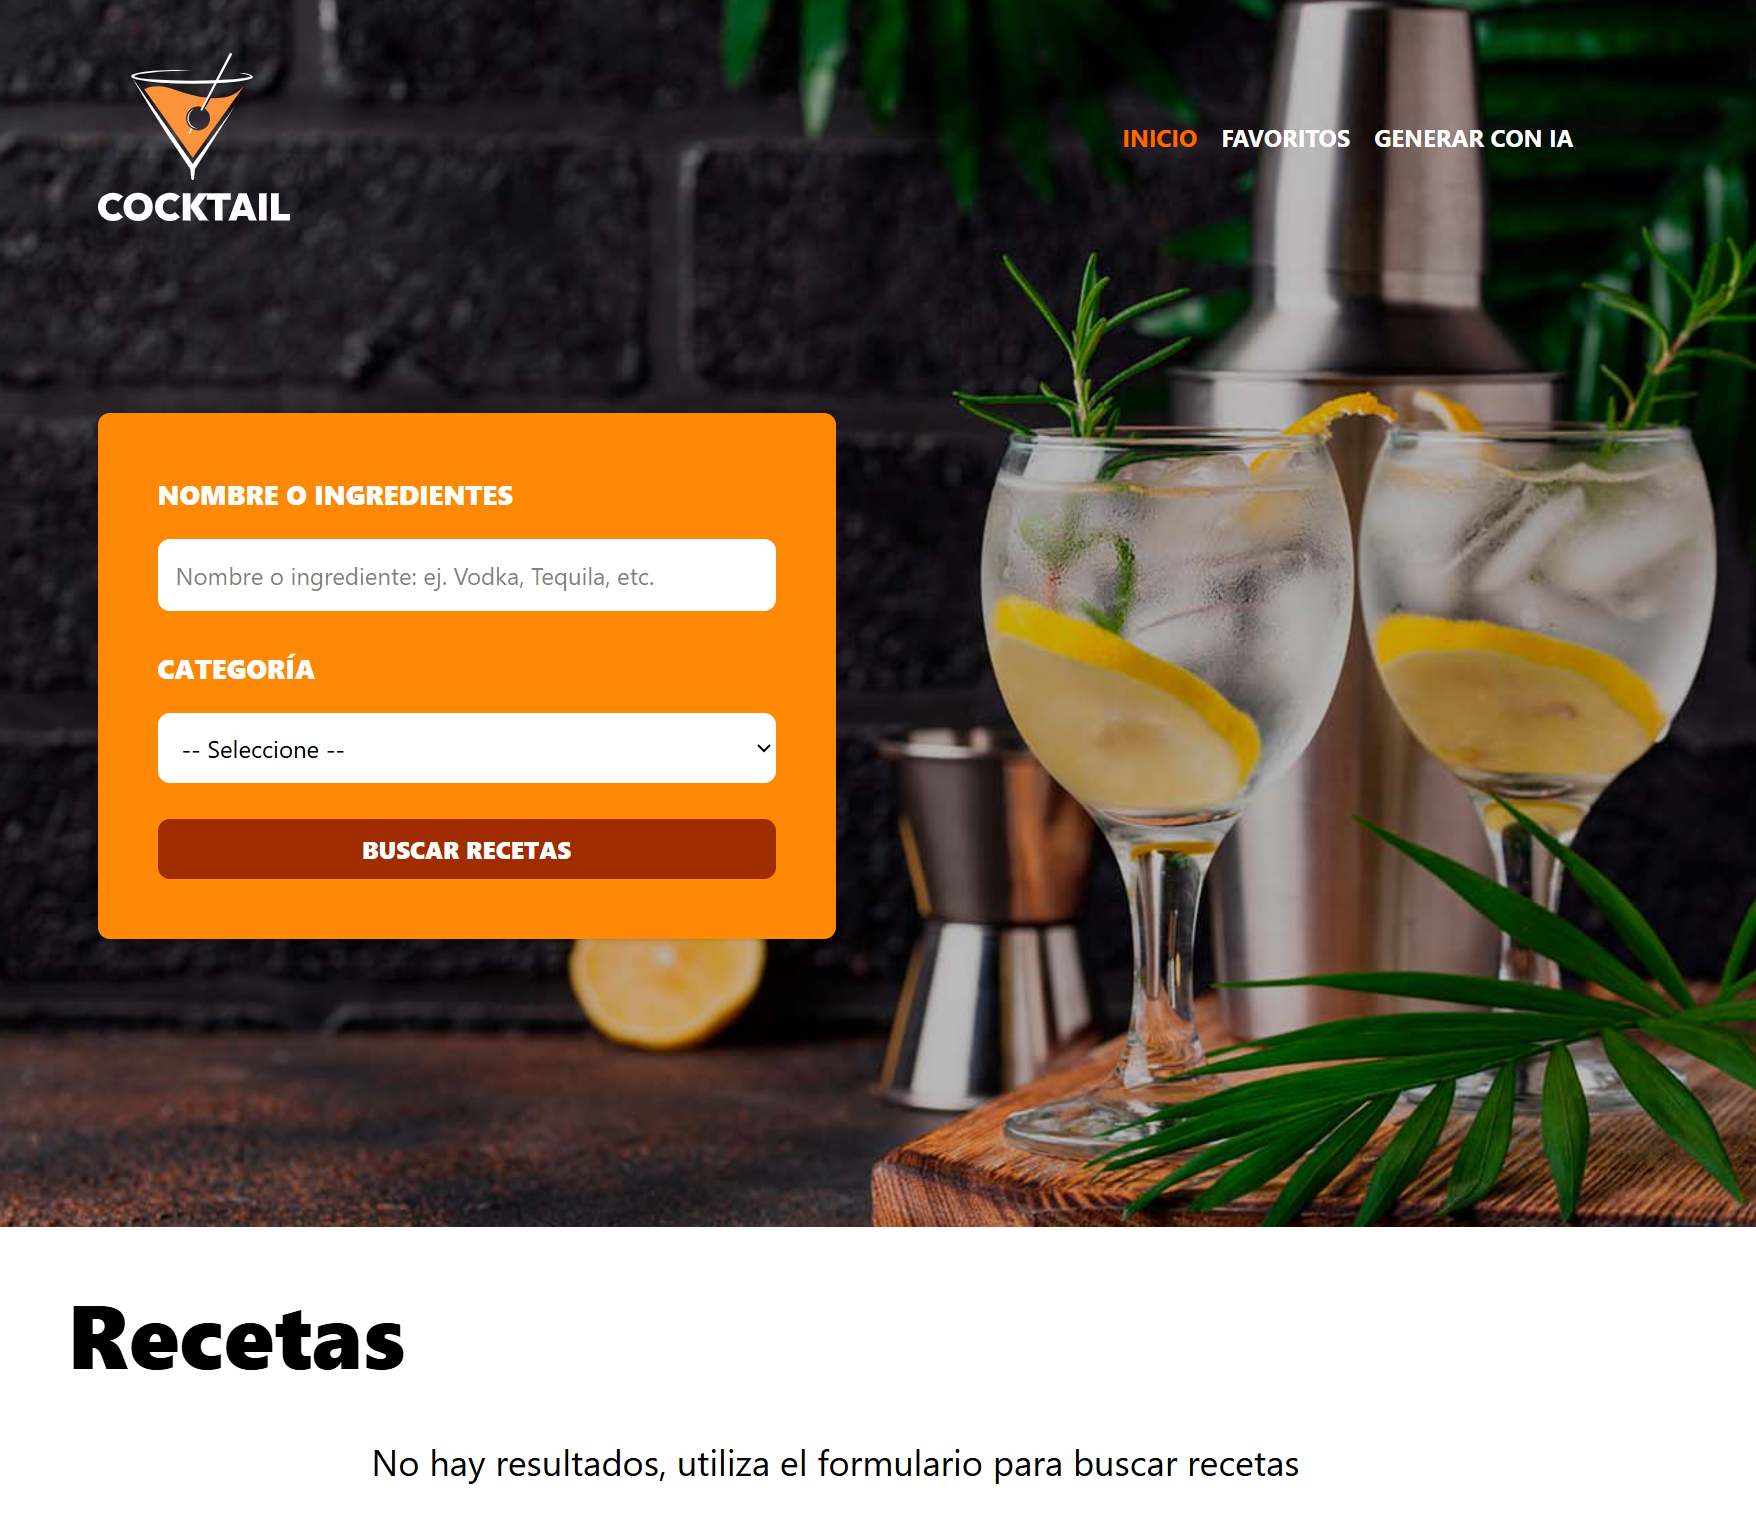 COCKTAIL
INICIO FAVORITOS GENERAR CON IA
NOMBRE O INGREDIENTES
Nombre o ingrediente: ej. Vodka, Tequila, etc.
CATEGORÍA
-- Seleccione --
BUSCAR RECETAS
Recetas
No hay resultados, utiliza el formulario para buscar recetas